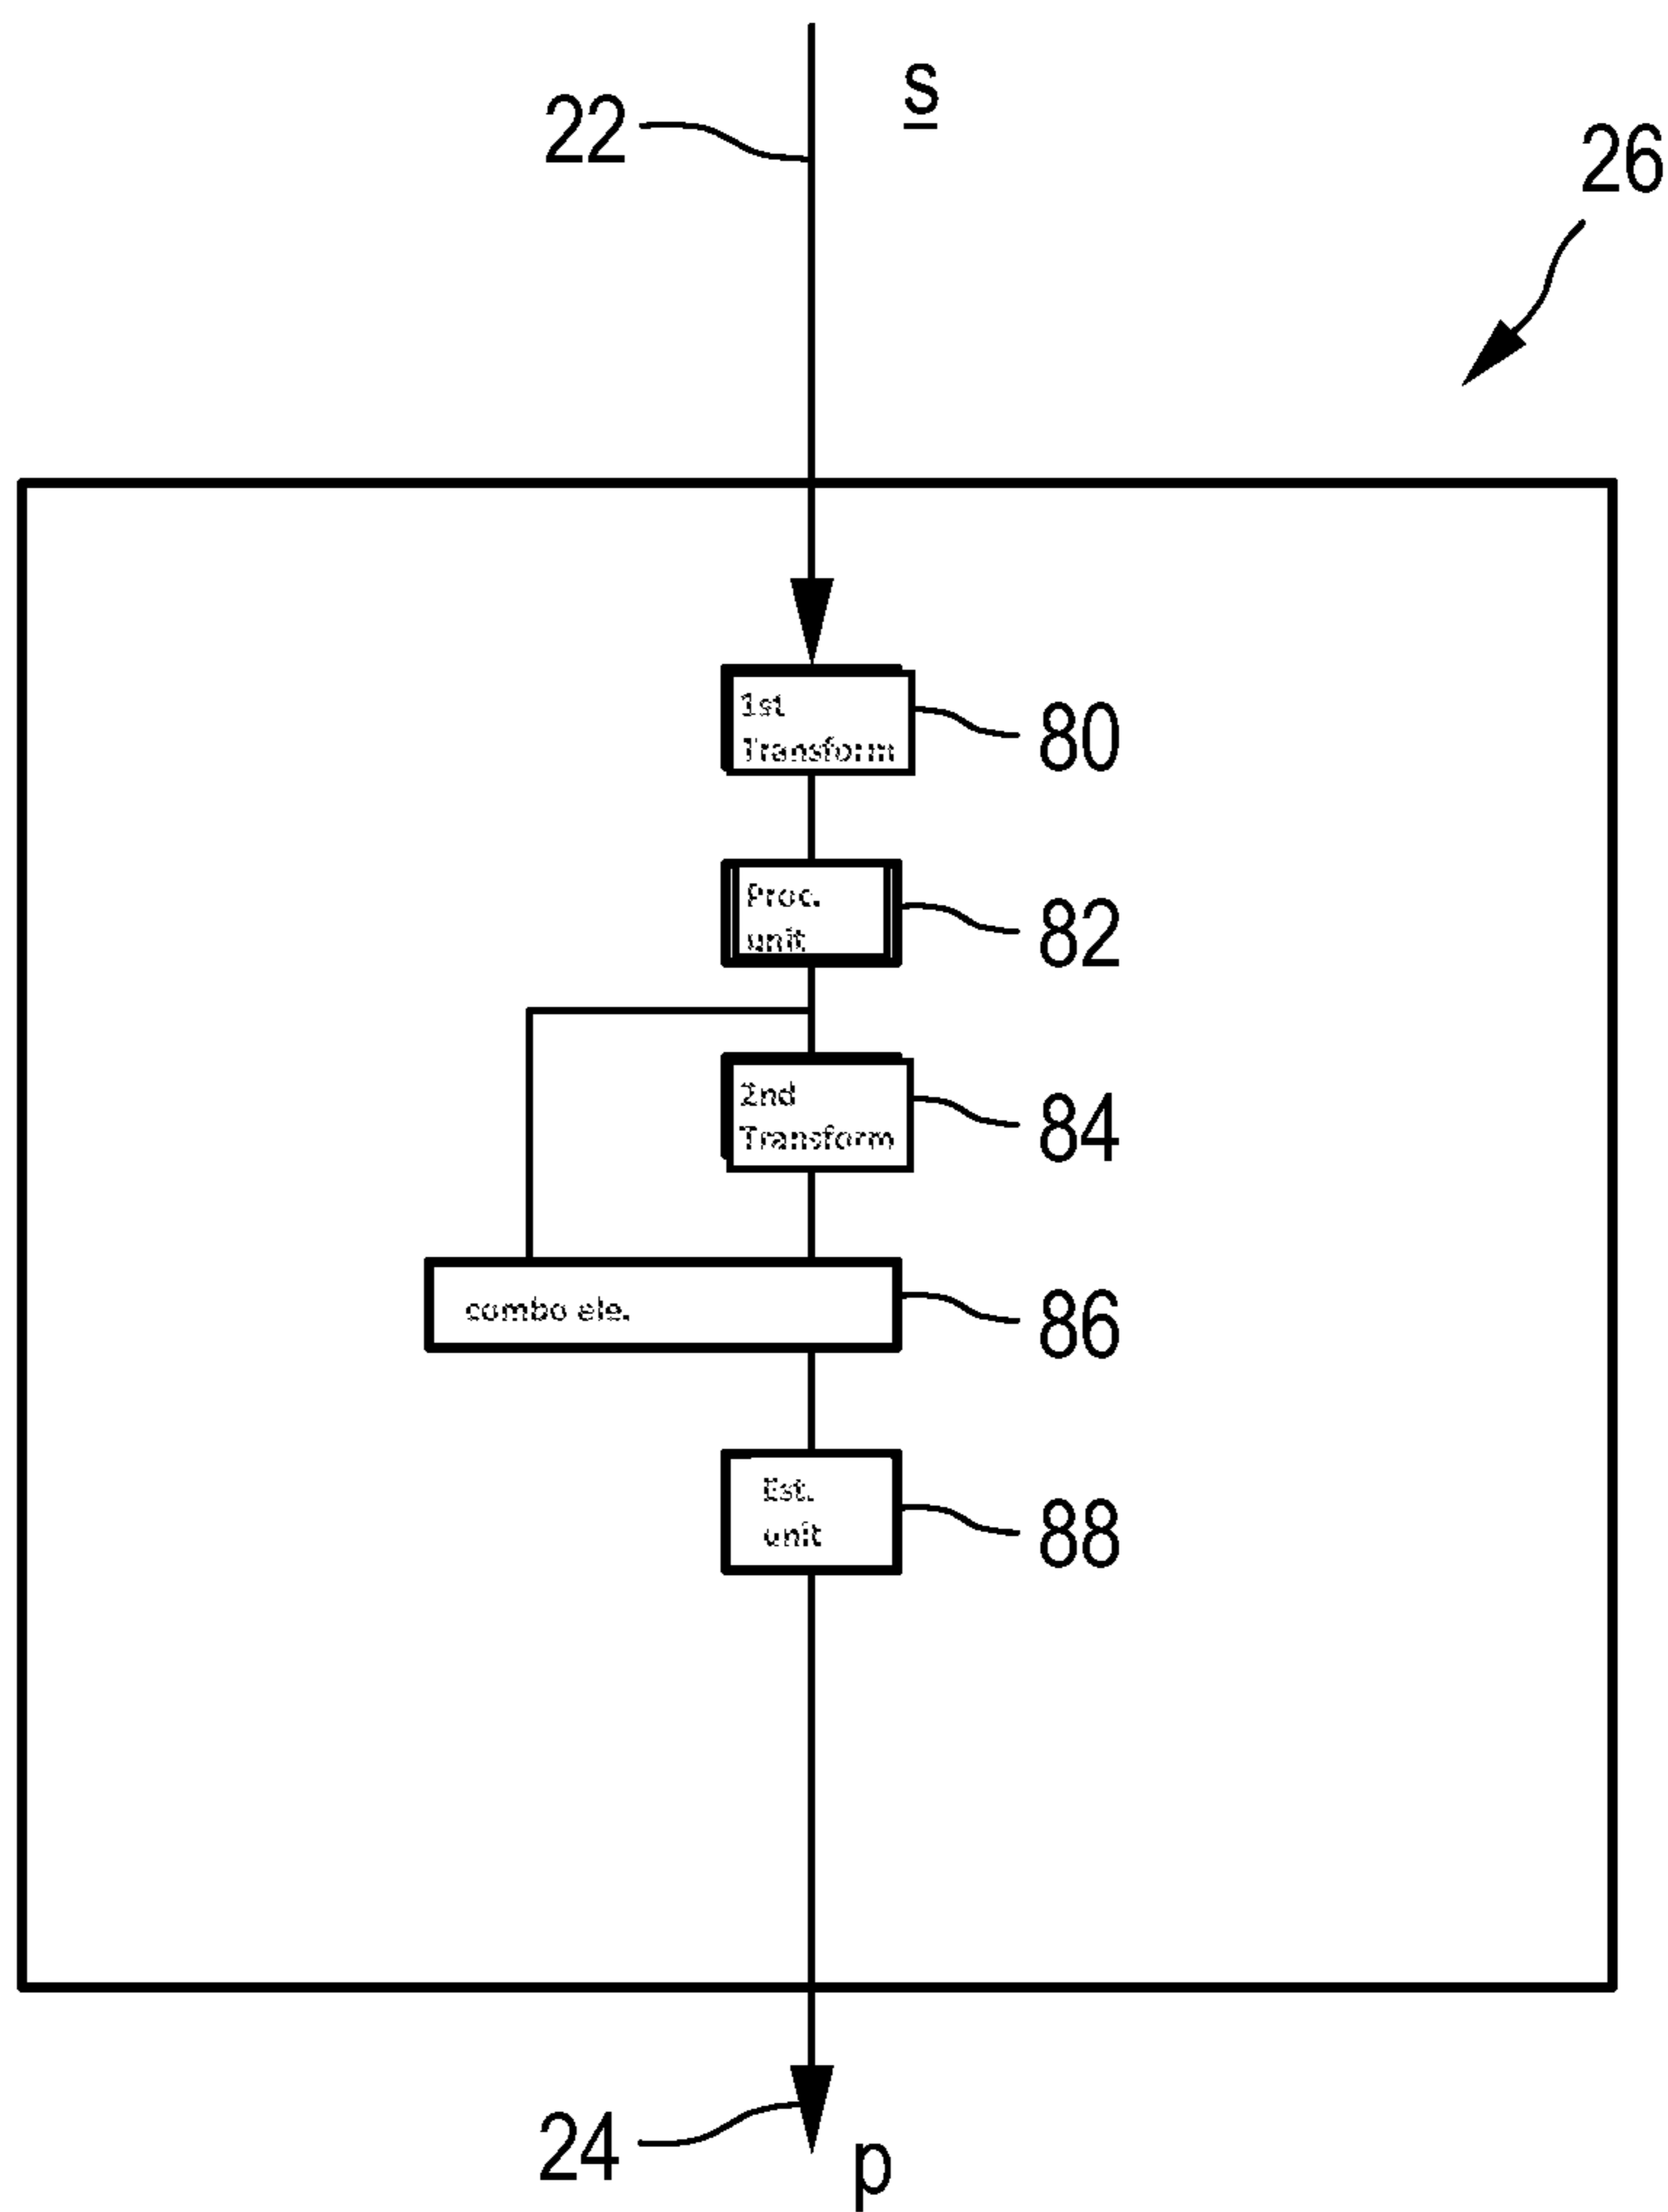 s
22
26
1st
Transform
80
Proc.
unit
82
2nd
Transform
84
combo ele.
86
Est.
unit
88
24
p